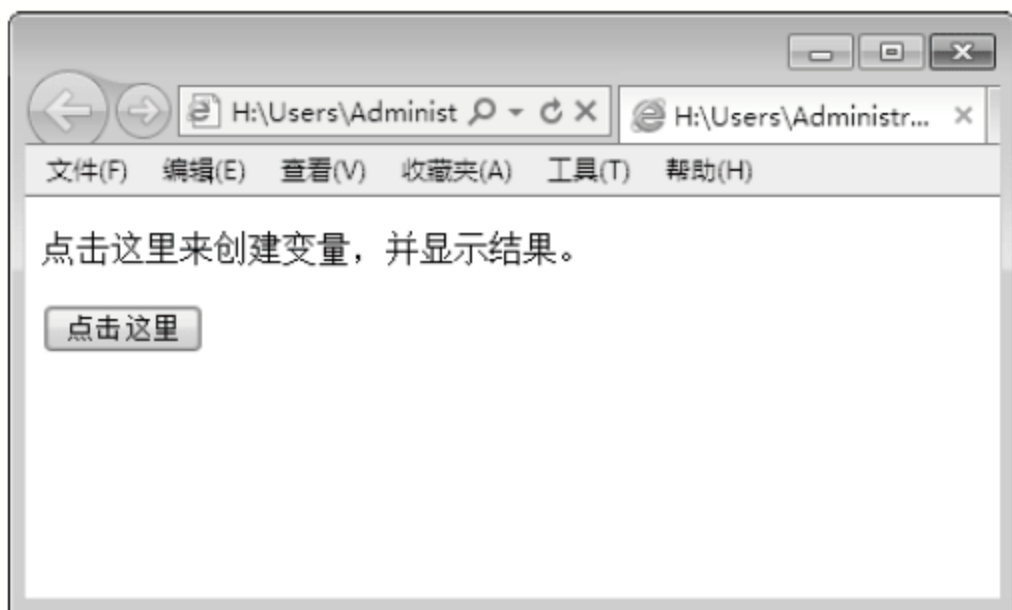 H:\Users\Administ
H:\Users\Administr...
文件(F) 编辑(E) 查看(V) 收藏夹(A) 工具(T) 帮助(H)
点击这里来创建变量，并显示结果。
点击这里